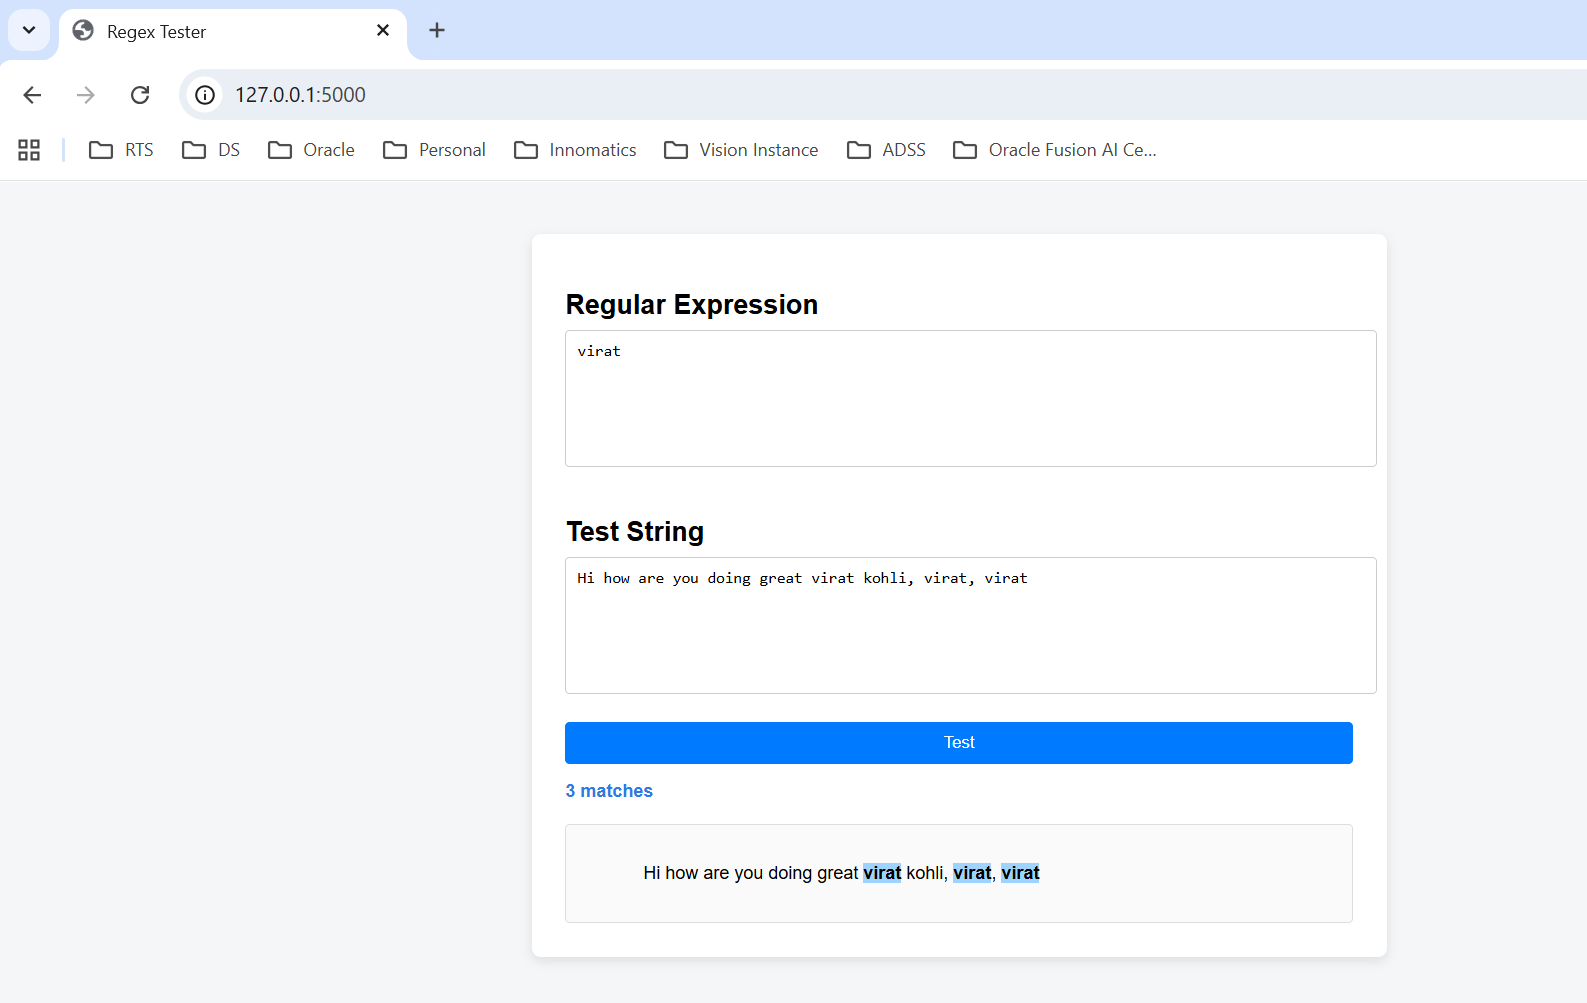 Regex Tester
127.0.0.1:5000
RTS DS Oracle Personal Innomatics Vision Instance ADSS Oracle Fusion AI Ce...
Regular Expression
virat
Test String
Hi how are you doing great virat kohli, virat, virat
Test
3 matches
Hi how are you doing great virat kohli, virat, virat